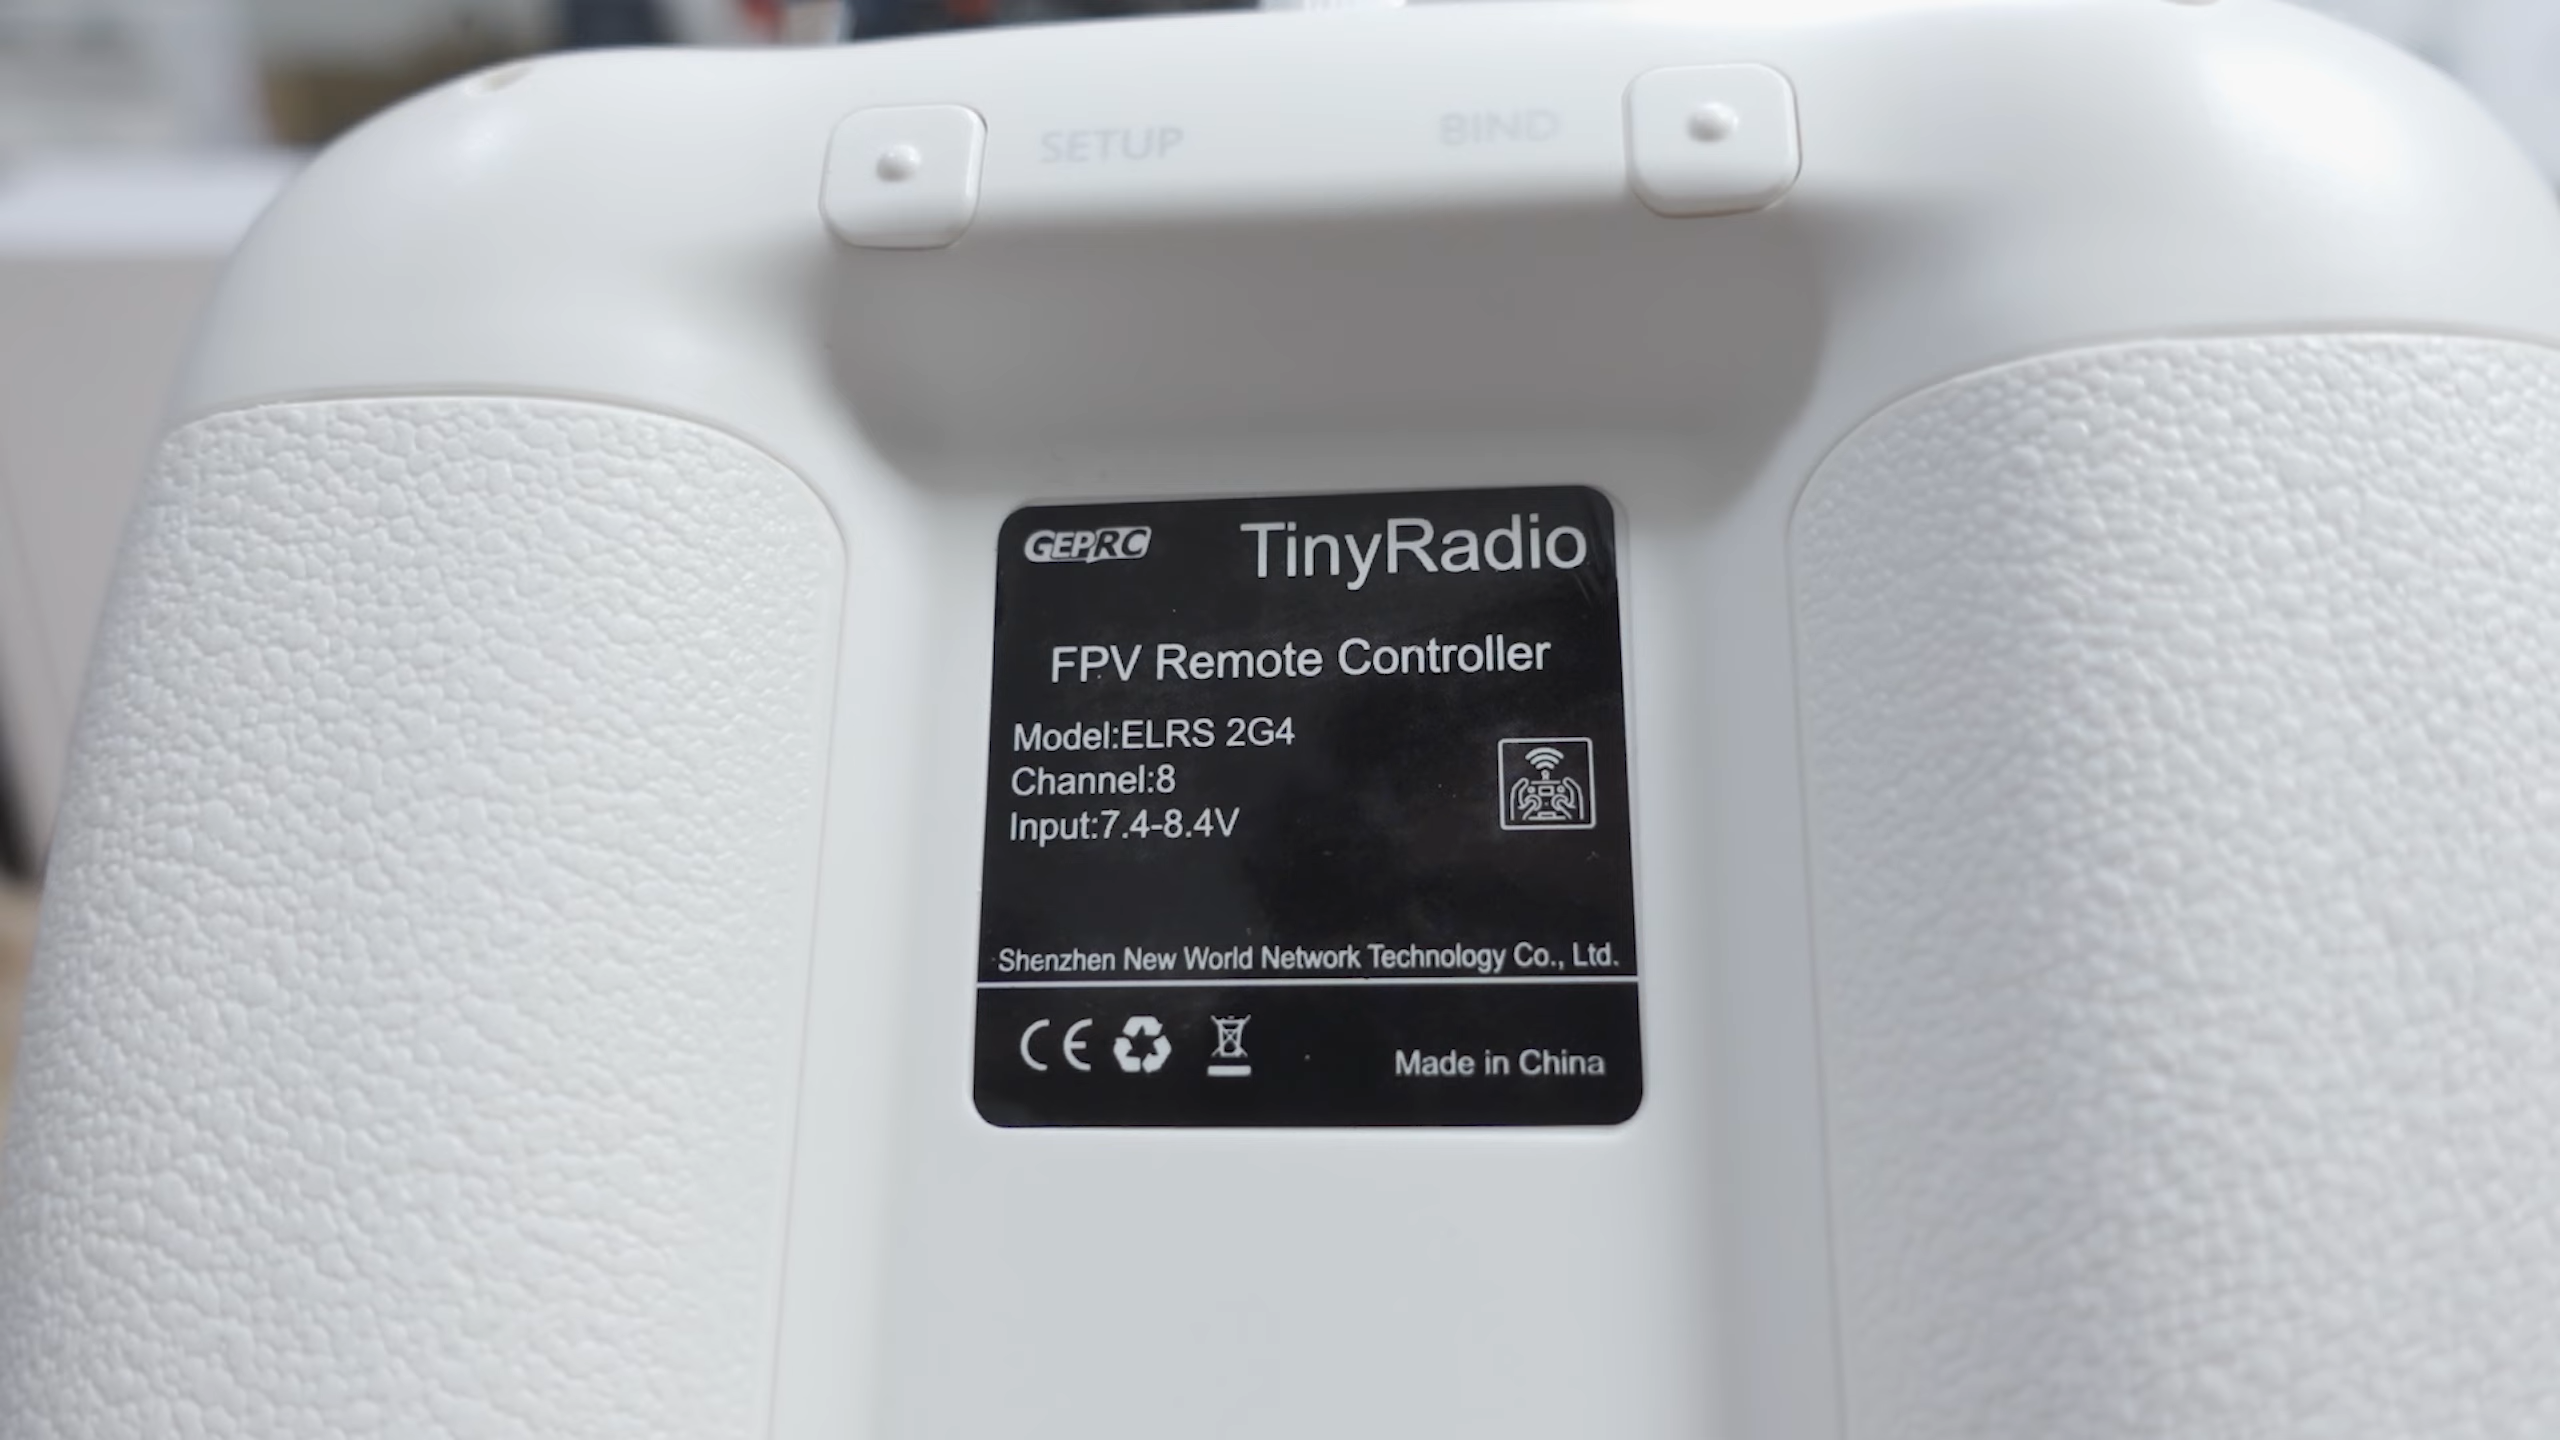 SETUP BIND
GEPRC TinyRadio
FPV Remote Controller
Model:ELRS 2G4
Channel:8
Input:7.4-8.4V
Shenzhen New World Network Technology Co., Ltd.
CE Made in China